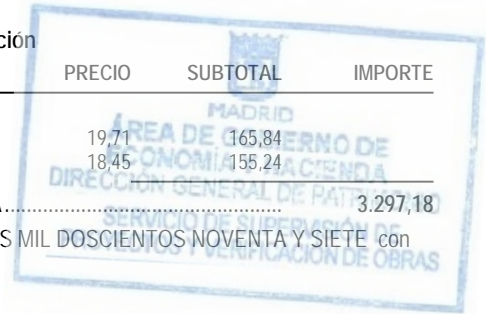 ción
PRECIO SUBTOTAL IMPORTE
MADRID
19,71 165,84
ÁREA DE GOBIERNO DE
18,45 155,24
ECONOMÍA Y HACIENDA
DIRECCIÓN GENERAL DE PATRIMONIO
A............................................................ 3.297,18
SERVICIO DE SUPERVISIÓN DE
S MIL DOSCIENTOS NOVENTA Y SIETE con
PROYECTOS Y VERIFICACIÓN DE OBRAS